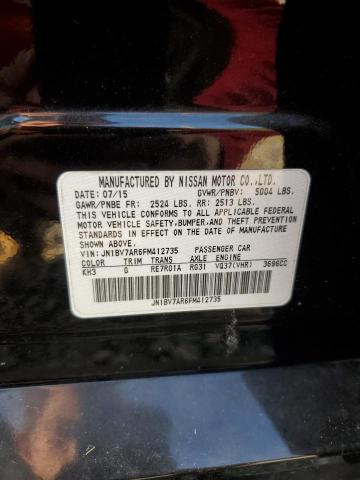 MANUFACTURED BY NISSAN MOTOR CO.,LTD.
DATE: 07/15 GVWR/PNBV: 5004 LBS.
GAWR/PNBE FR: 2524 LBS. RR: 2513 LBS.
THIS VEHICLE CONFORMS TO ALL APPLICABLE FEDERAL
MOTOR VEHICLE SAFETY,BUMPER,AND THEFT PREVENTION
STANDARDS IN EFFECT ON THE DATE OF MANUFACTURE
SHOWN ABOVE.
VIN: JN1BV7AR6FM412735 PASSENGER CAR
COLOR TRIM TRANS AXLE ENGINE
KH3 G RE7R01A RG31 VQ37(VHR) 3696CC
JN1BV7AR6FM412735